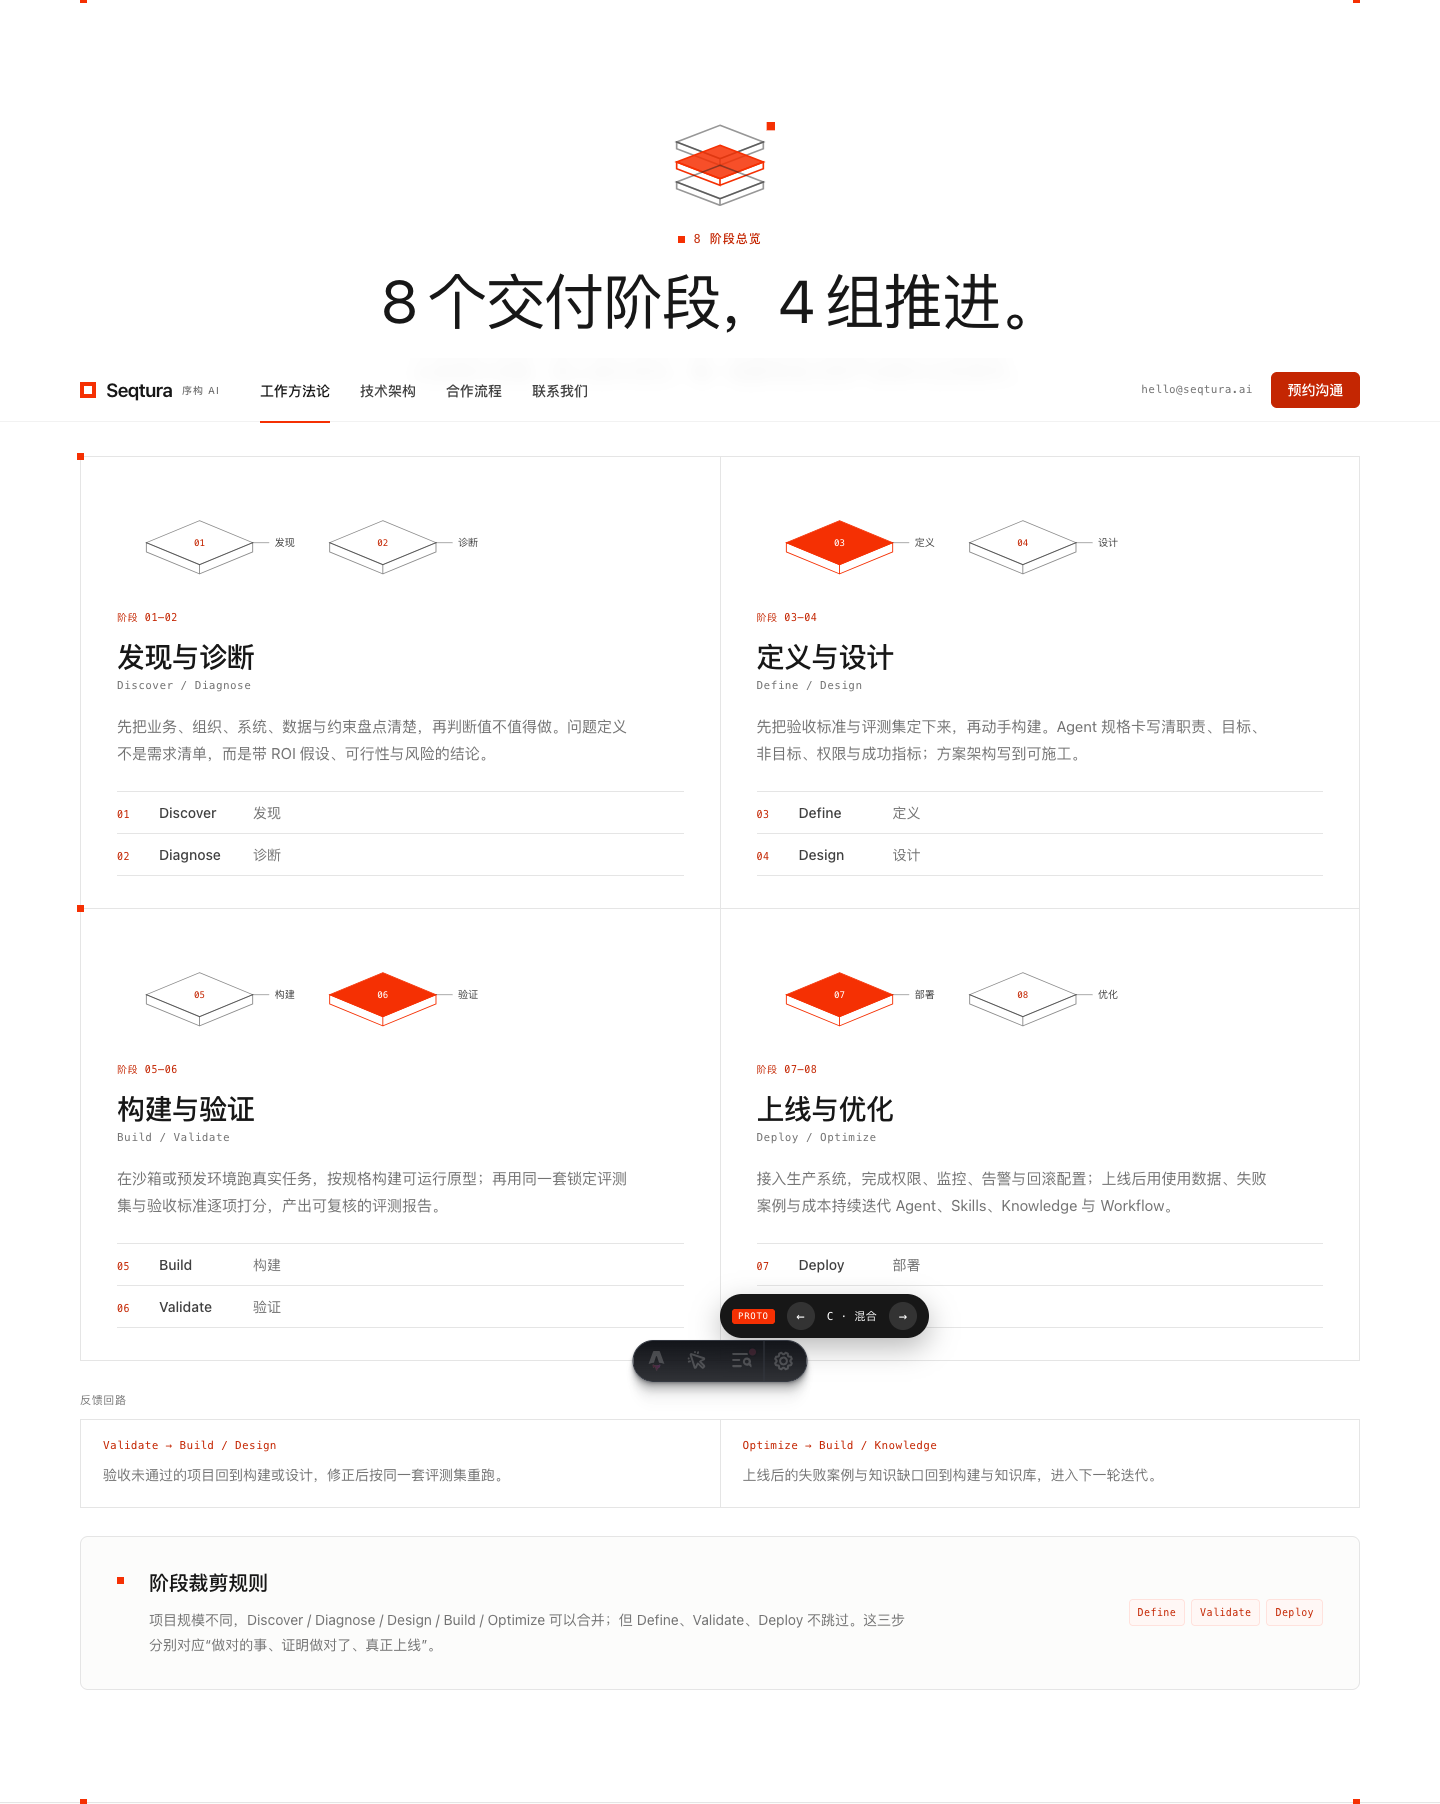 8 阶段总览
8 个交付阶段，4 组推进。
Seqtura 序构 AI 工作方法论 技术架构 合作流程 联系我们 hello@seqtura.ai 预约沟通
01 发现 02 诊断
阶段 01—02
发现与诊断
Discover / Diagnose
先把业务、组织、系统、数据与约束盘点清楚，再判断值不值得做。问题定义
不是需求清单，而是带 ROI 假设、可行性与风险的结论。
01 Discover 发现
02 Diagnose 诊断
03 定义 04 设计
阶段 03—04
定义与设计
Define / Design
先把验收标准与评测集定下来，再动手构建。Agent 规格卡写清职责、目标、
非目标、权限与成功指标；方案架构写到可施工。
03 Define 定义
04 Design 设计
05 构建 06 验证
阶段 05—06
构建与验证
Build / Validate
在沙箱或预发环境跑真实任务，按规格构建可运行原型；再用同一套锁定评测
集与验收标准逐项打分，产出可复核的评测报告。
05 Build 构建
06 Validate 验证
07 部署 08 优化
阶段 07—08
上线与优化
Deploy / Optimize
接入生产系统，完成权限、监控、告警与回滚配置；上线后用使用数据、失败
案例与成本持续迭代 Agent、Skills、Knowledge 与 Workflow。
07 Deploy 部署
PROTO ← C · 混合 →
反馈回路
Validate → Build / Design
验收未通过的项目回到构建或设计，修正后按同一套评测集重跑。
Optimize → Build / Knowledge
上线后的失败案例与知识缺口回到构建与知识库，进入下一轮迭代。
阶段裁剪规则
项目规模不同，Discover / Diagnose / Design / Build / Optimize 可以合并；但 Define、Validate、Deploy 不跳过。这三步
分别对应“做对的事、证明做对了、真正上线”。
Define Validate Deploy